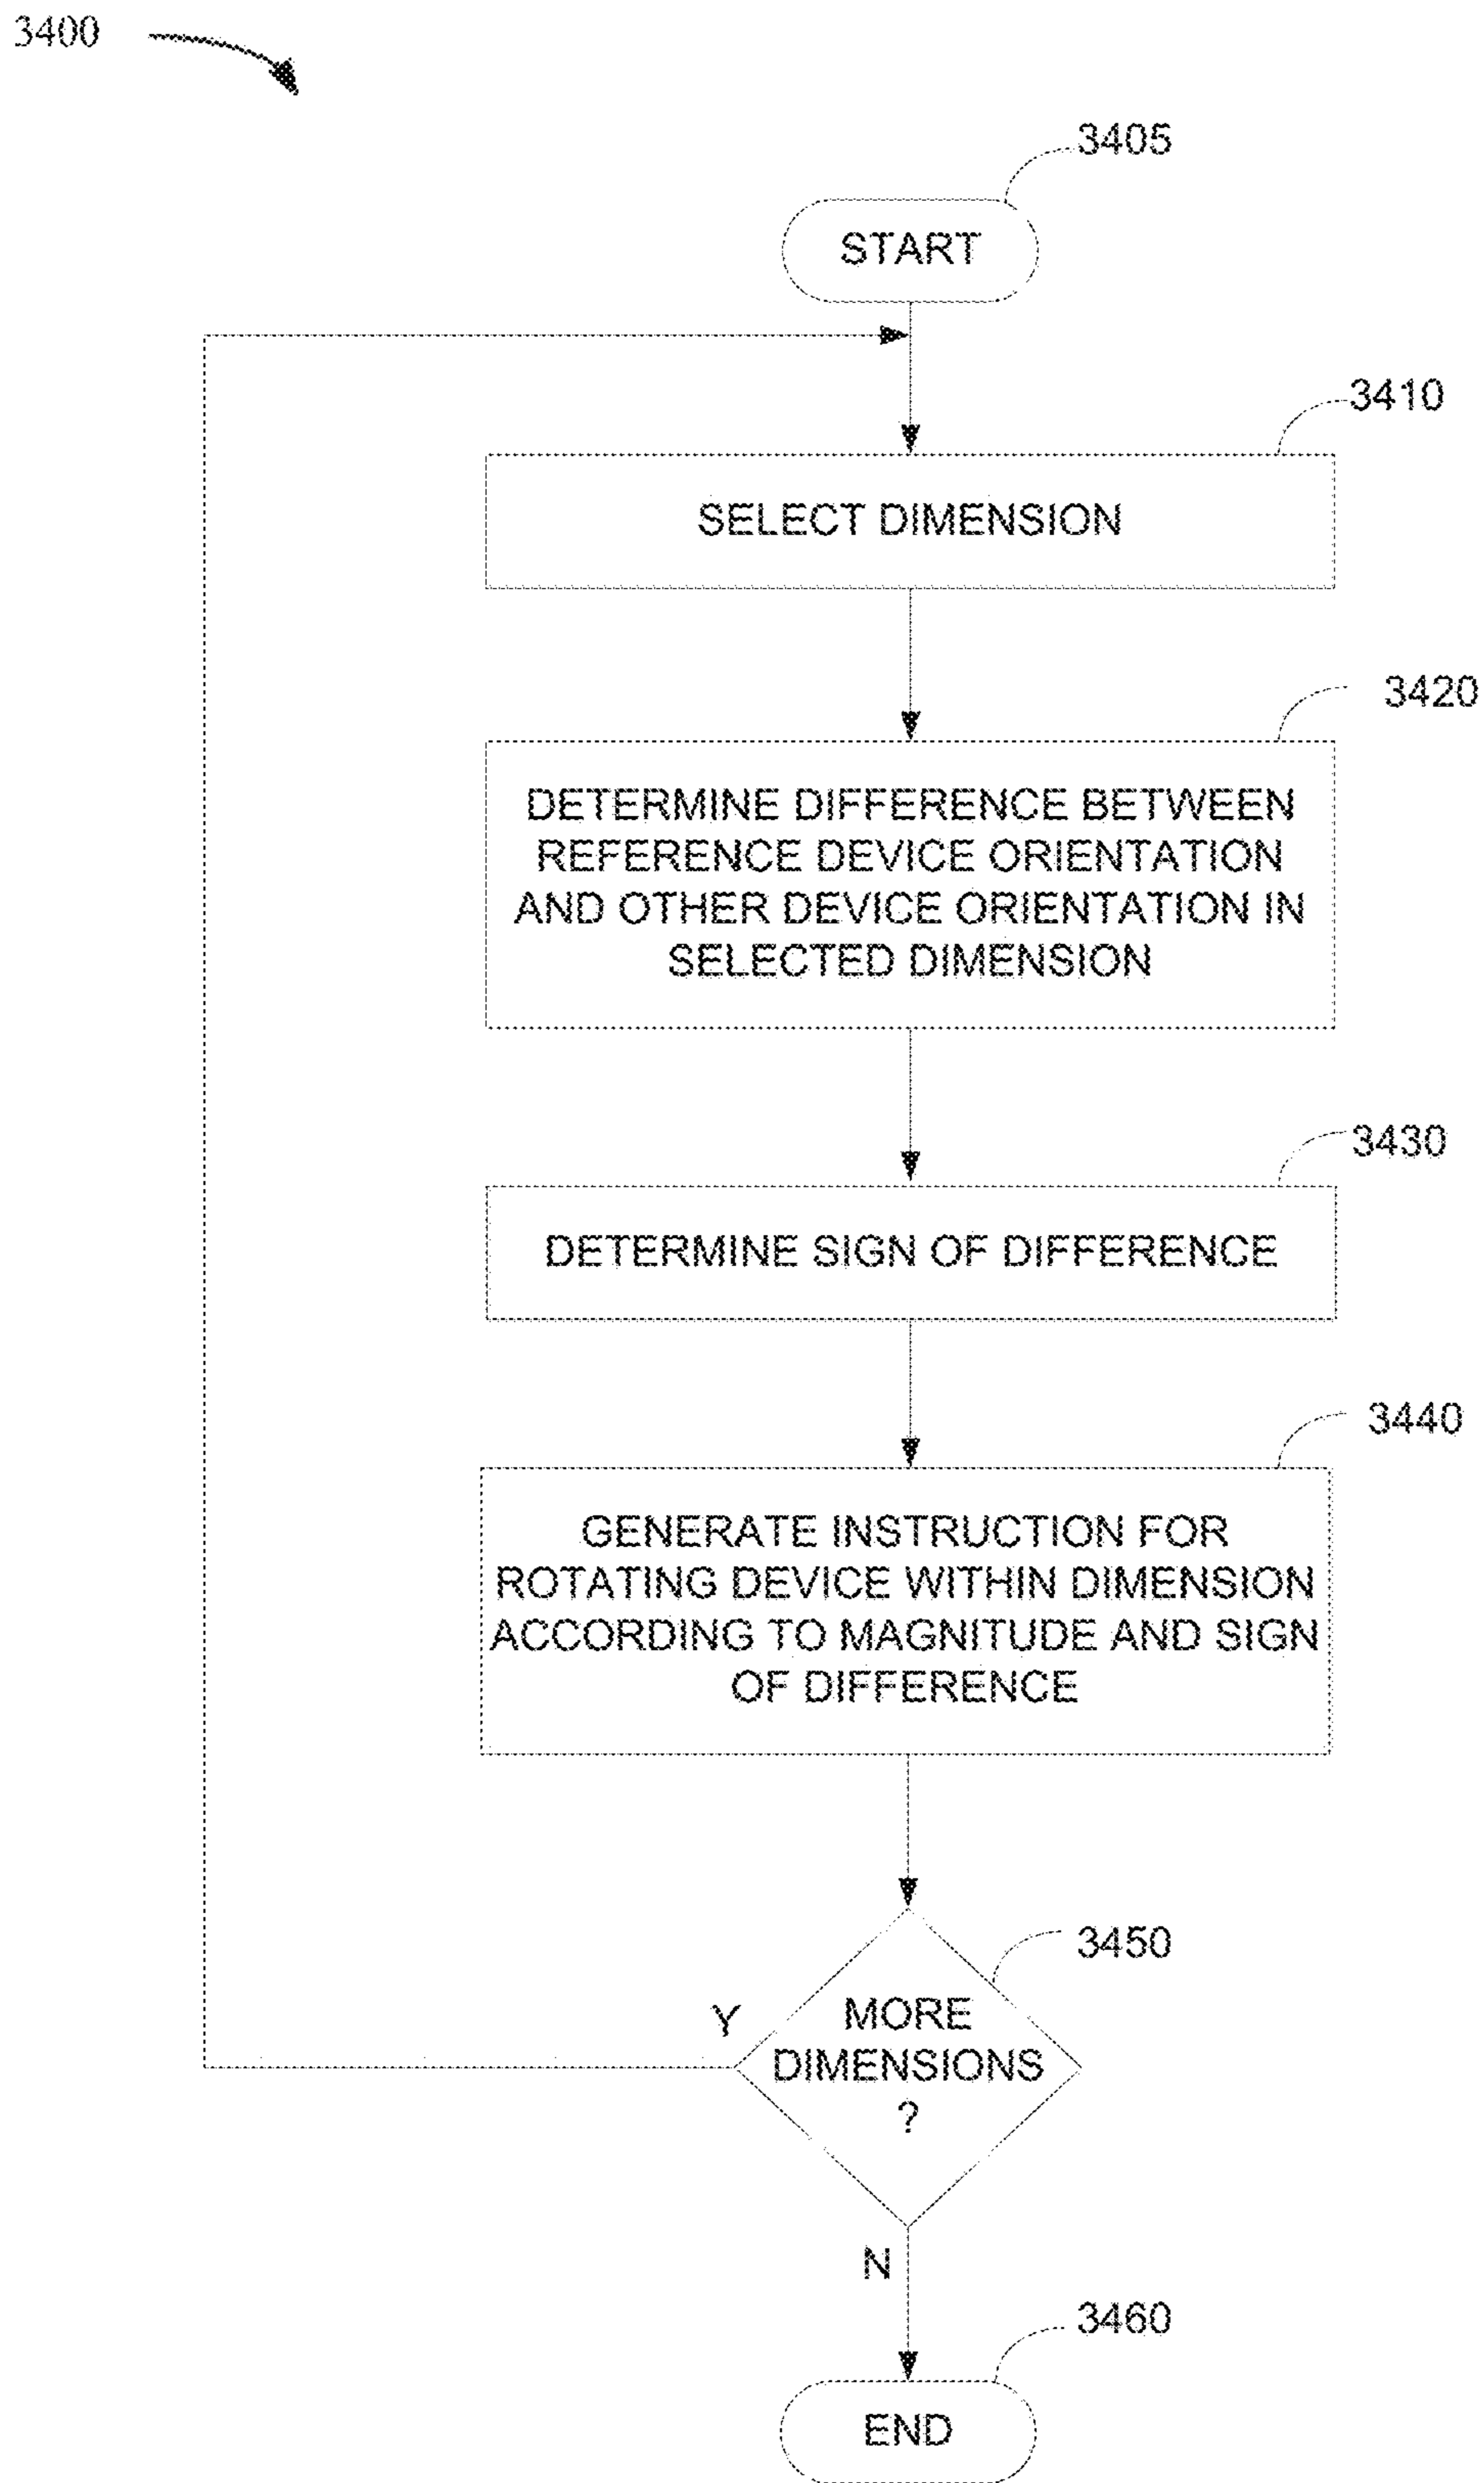 3400
3405
START
3410
SELECT DIMENSION
3420
DETERMINE DIFFERENCE BETWEEN
REFERENCE DEVICE ORIENTATION
AND OTHER DEVICE ORIENTATION IN
SELECTED DIMENSION
3430
DETERMINE SIGN OF DIFFERENCE
3440
GENERATE INSTRUCTION FOR
ROTATING DEVICE WITHIN DIMENSION
ACCORDING TO MAGNITUDE AND SIGN
OF DIFFERENCE
3450
Y
MORE
DIMENSIONS
?
N
3460
END